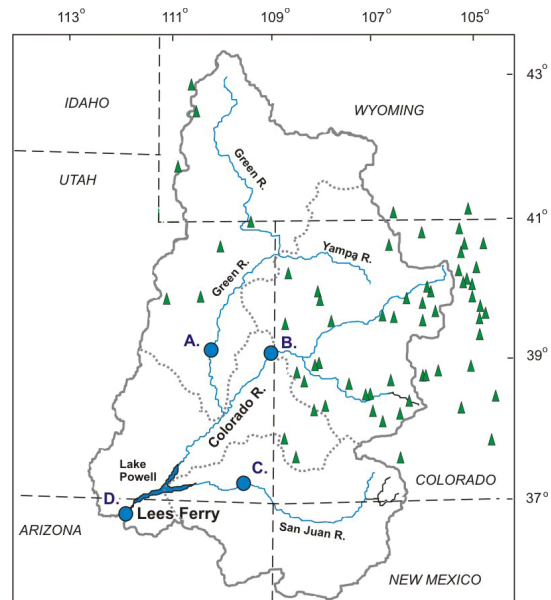 113° 111° 109° 107° 105°
43°
IDAHO
WYOMING
Green R.
UTAH
41°
Yampa R.
Green R.
A.
B.
39°
Colorado R.
Lake
Powell
C.
COLORADO
D.
37°
Lees Ferry
ARIZONA
San Juan R.
NEW MEXICO